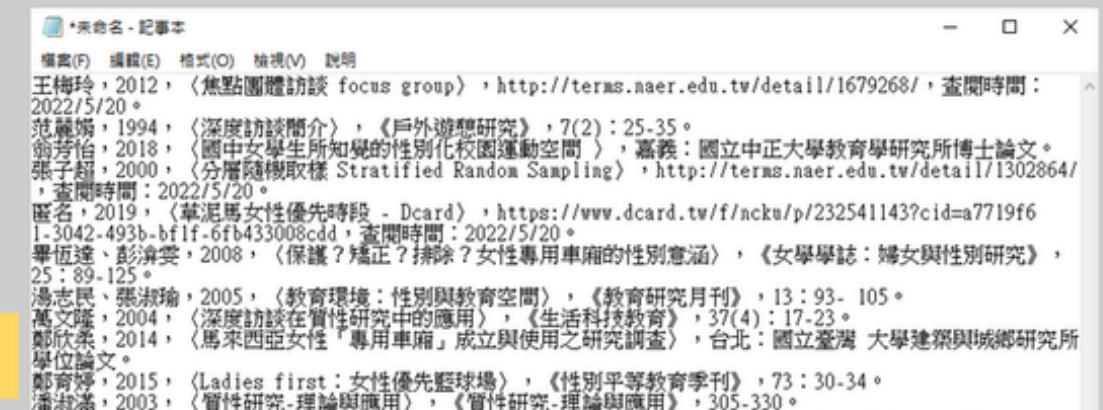 *未命名 - 記事本
檔案(F) 編輯(E) 格式(O) 檢視(V) 說明
王梅玲，2012，〈焦點團體訪談 focus group〉，http://terms.naer.edu.tw/detail/1679268/，查閱時間：
2022/5/20。
范麗娟，1994，〈深度訪談簡介〉，《戶外遊憩研究》，7(2)：25-35。
翁芳怡，2018，〈國中女學生所知覺的性別化校園運動空間 〉，嘉義：國立中正大學教育學研究所博士論文。
張子超，2000，〈分層隨機取樣 Stratified Random Sampling〉，http://terms.naer.edu.tw/detail/1302864/
，查閱時間：2022/5/20。
匿名，2019，〈草泥馬女性優先時段 - Dcard〉，https://www.dcard.tw/f/ncku/p/232541143?cid=a7719f6
1-3042-493b-bf1f-6fb433008cdd，查閱時間：2022/5/20。
畢恆達、彭渰雯，2008，〈保護？矯正？排除？女性專用車廂的性別意涵〉，《女學學誌：婦女與性別研究》，
25：89-125。
湯志民、張淑瑜，2005，〈教育環境：性別與教育空間〉，《教育研究月刊》，13：93- 105。
萬文隆，2004，〈深度訪談在質性研究中的應用〉，《生活科技教育》，37(4)：17-23。
鄭欣柔，2014，〈馬來西亞女性「專用車廂」成立與使用之研究調查〉，台北：國立臺灣 大學建築與城鄉研究所
學位論文。
鄭育婷，2015，〈Ladies first：女性優先籃球場〉，《性別平等教育季刊》，73：30-34。
潘淑滿，2003，〈質性研究-理論與應用〉，《質性研究-理論與應用》，305-330。